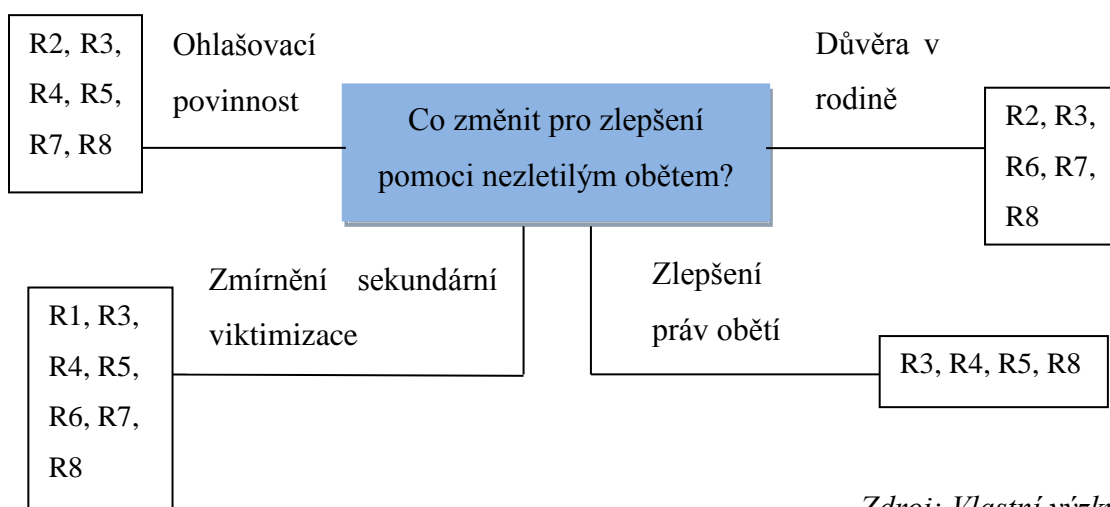 R2, R3,
R4, R5,
R7, R8
Ohlašovací
povinnost
Co změnit pro zlepšení
pomoci nezletilým obětem?
Důvěra v
rodině
R2, R3,
R6, R7,
R8
Zmírnění sekundární
viktimizace
R1, R3,
R4, R5,
R6, R7,
R8
Zlepšení
práv obětí
R3, R4, R5, R8
Zdroj: Vlastní